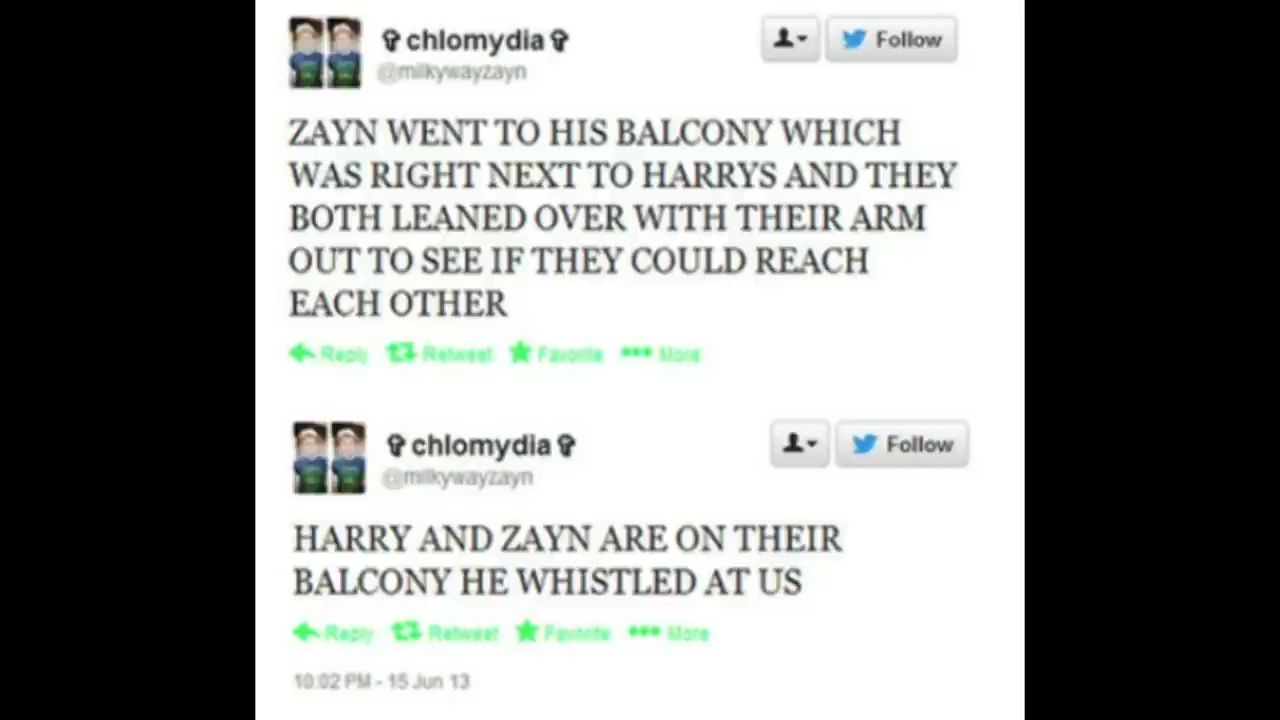 ✞ chlomydia ✞
Follow
@milkywayzayn
ZAYN WENT TO HIS BALCONY WHICH
WAS RIGHT NEXT TO HARRYS AND THEY
BOTH LEANED OVER WITH THEIR ARM
OUT TO SEE IF THEY COULD REACH
EACH OTHER
Reply Retweet Favorite ••• More
✞ chlomydia ✞
Follow
@milkywayzayn
HARRY AND ZAYN ARE ON THEIR
BALCONY HE WHISTLED AT US
Reply Retweet Favorite ••• More
10:02 PM - 15 Jun 13